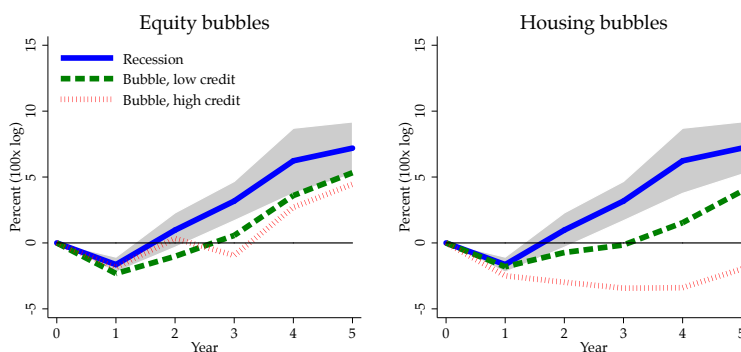 Equity bubbles
Percent (100x log)
15
10
5
0
-5
Recession
Bubble, low credit
Bubble, high credit
0 1 2 3 4 5
Year
Housing bubbles
Percent (100x log)
15
10
5
0
-5
0 1 2 3 4 5
Year